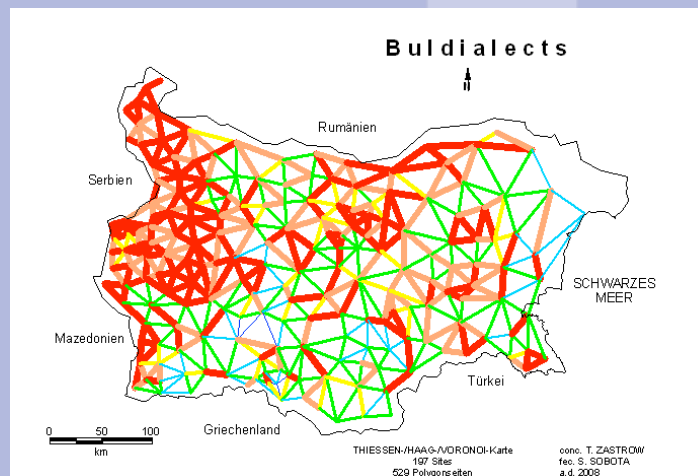 Buldialects
N
Rumänien
Serbien
SCHWARZES
MEER
Mazedonien
Türkei
Griechenland
0 50 100
km
THIESSEN-/HAAG-/VORONOI-Karte
197 Sites
529 Polygonseiten
conc. T. ZASTROW
fec. S. SOBOTA
a.d. 2008